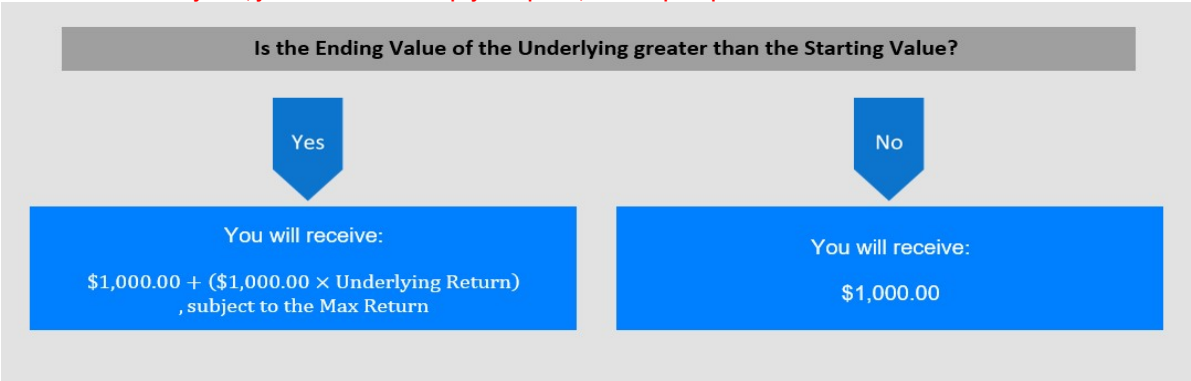 Is the Ending Value of the Underlying greater than the Starting Value?
Yes
No
You will receive:
$1,000.00 + ($1,000.00 × Underlying Return)
, subject to the Max Return
You will receive:
$1,000.00